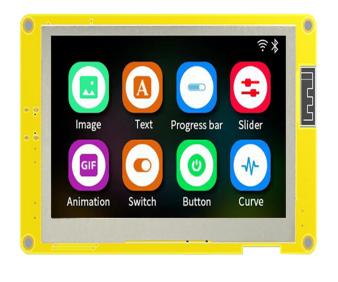 Image Text Progress bar Slider
A
GIF
Animation Switch Button Curve